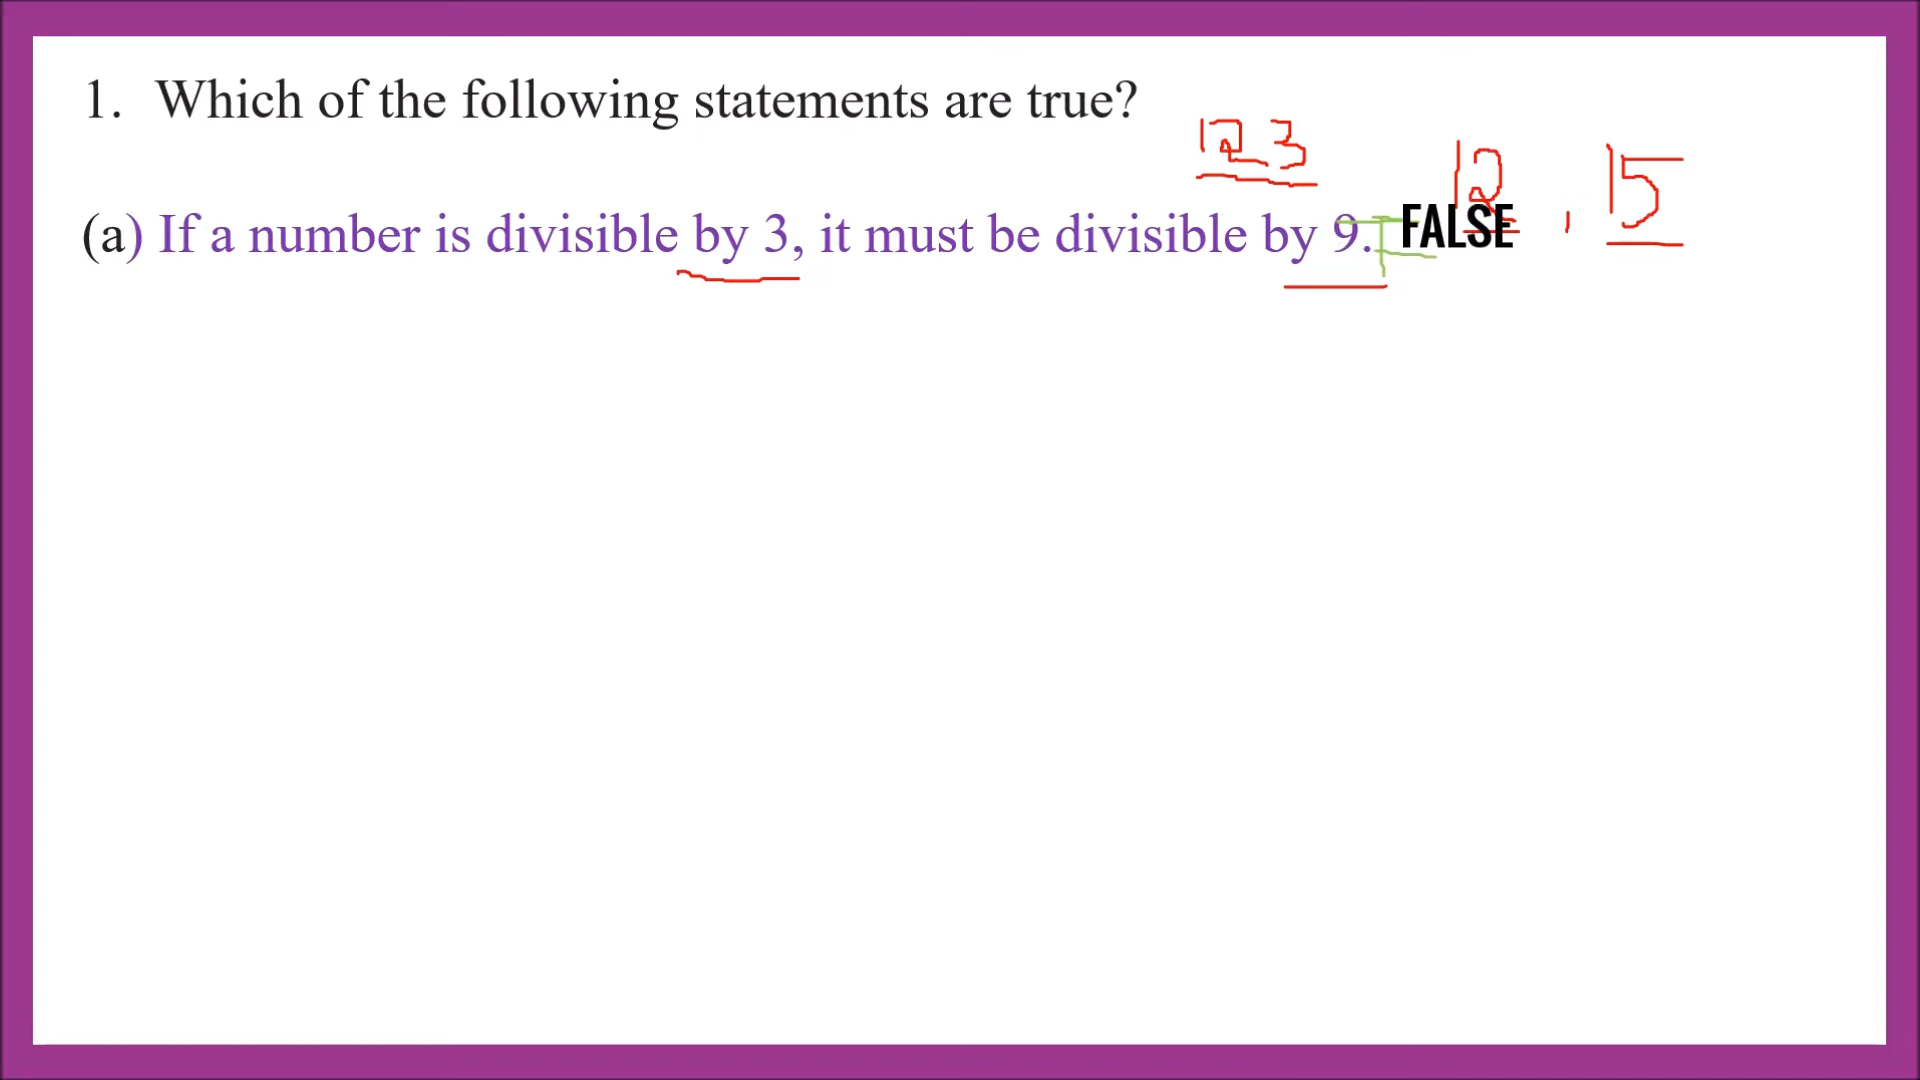 1. Which of the following statements are true?
123
12 , 15
(a) If a number is divisible by 3, it must be divisible by 9. F FALSE